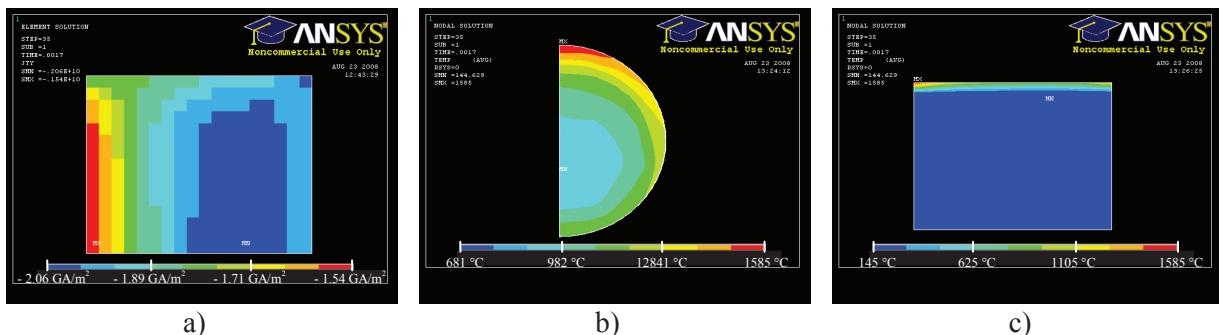 1
ELEMENT SOLUTION
STEP=35
SUB =1
TIME=.0017
JTY
SMN =-.206E+10
SMX =-.154E+10
ANSYS
Noncommercial Use Only
AUG 23 2008
12:43:29
MX
MN
- 2.06 GA/m²
- 1.89 GA/m²
- 1.71 GA/m²
- 1.54 GA/m²
a)
1
NODAL SOLUTION
STEP=35
SUB =1
TIME=.0017
TEMP (AVG)
RSYS=0
SMN =144.629
SMX =1585
ANSYS
Noncommercial Use Only
AUG 23 2008
13:24:12
MX
MN
681 °C
982 °C
12841 °C
1585 °C
b)
1
NODAL SOLUTION
STEP=35
SUB =1
TIME=.0017
TEMP (AVG)
RSYS=0
SMN =144.629
SMX =1585
ANSYS
Noncommercial Use Only
AUG 23 2008
13:26:25
MX
MN
145 °C
625 °C
1105 °C
1585 °C
c)